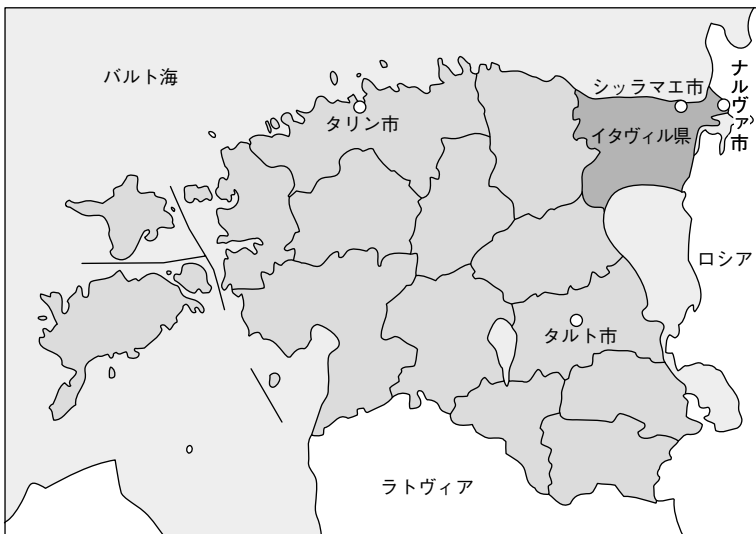 バルト海
シッラマエ市
ナルヴァ市
タリン市
イタヴィル県
ロシア
タルト市
ラトヴィア